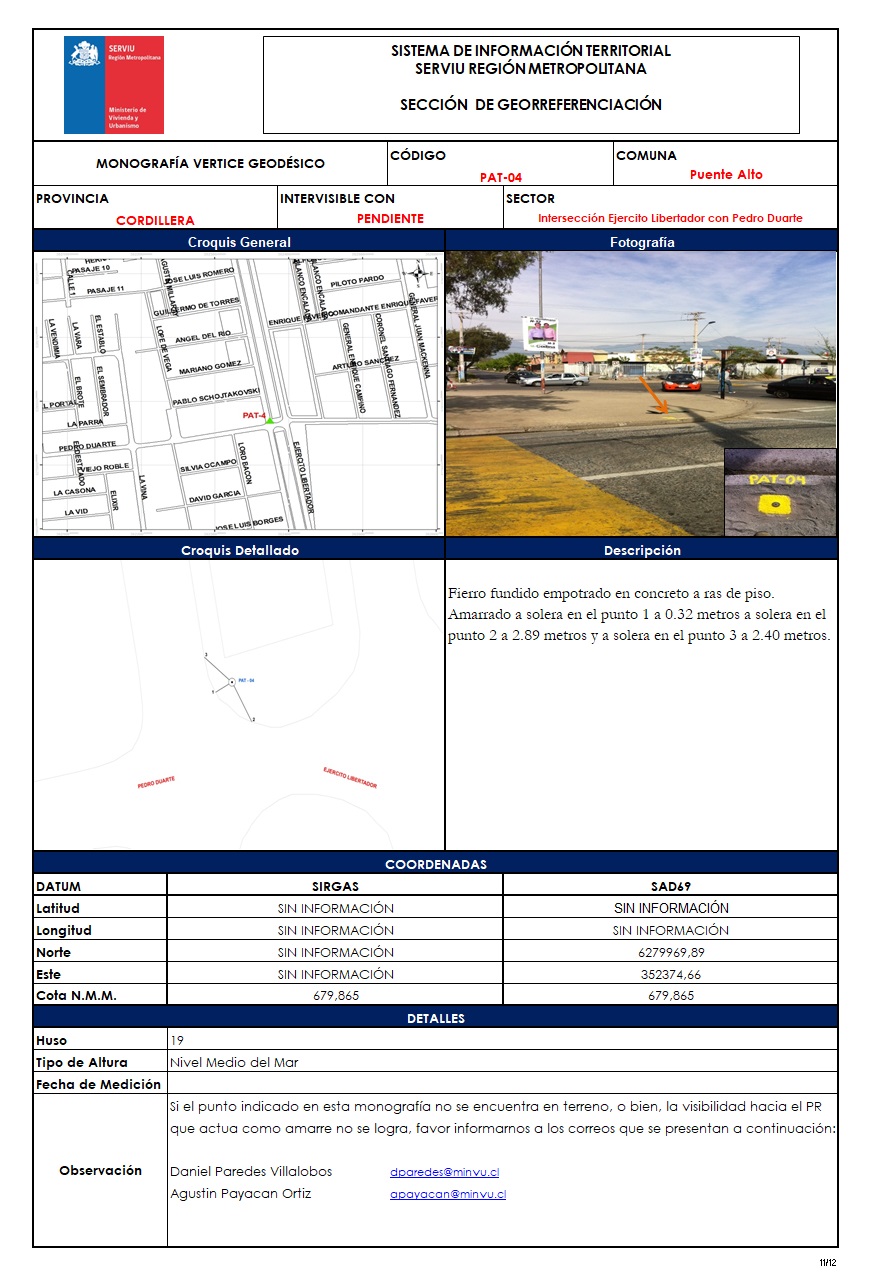 SERVIU
Región Metropolitana
Ministerio de
Vivienda y
Urbanismo
SISTEMA DE INFORMACIÓN TERRITORIAL
SERVIU REGIÓN METROPOLITANA
SECCIÓN DE GEORREFERENCIACIÓN
MONOGRAFÍA VERTICE GEODÉSICO
CÓDIGO
PAT-04
COMUNA
Puente Alto
PROVINCIA
CORDILLERA
INTERVISIBLE CON
PENDIENTE
SECTOR
Intersección Ejercito Libertador con Pedro Duarte
Croquis General
Fotografía
PASAJE 10
CALLE 1
PASAJE 11
JOSE LUIS ROMERO
GUILLERMO DE TORRES
ANGEL DEL RIO
MARIANO GOMEZ
PABLO SCHOJTAKOVSKI
LOPE DE VEGA
LA VENDIMIA
LA VARA
EL ESTABLO
EL BROTE
EL SEMBRADOR
EL PORTAL
LA PARRA
PEDRO DUARTE
VIEJO ROBLE
LA CASONA
LA VID
ELIXIR
LA VINA
SILVIA OCAMPO
DAVID GARCIA
JOSE LUIS BORGES
LORD BACON
EJERCITO LIBERTADOR
PAT-4
PILOTO PARDO
COMANDANTE ENRIQUE FAVER
ARTURO SANCHEZ
GENERAL ENRIQUE CAMPINO
CORONEL SANTIAGO FERNANDEZ
GENERAL JUAN MACKENNA
PAT-04
Croquis Detallado
Descripción
3
PAT - 04
1
2
PEDRO DUARTE
EJERCITO LIBERTADOR
Fierro fundido empotrado en concreto a ras de piso.
Amarrado a solera en el punto 1 a 0.32 metros a solera en el
punto 2 a 2.89 metros y a solera en el punto 3 a 2.40 metros.
COORDENADAS
DATUM SIRGAS SAD69
Latitud SIN INFORMACIÓN SIN INFORMACIÓN
Longitud SIN INFORMACIÓN SIN INFORMACIÓN
Norte SIN INFORMACIÓN 6279969,89
Este SIN INFORMACIÓN 352374,66
Cota N.M.M. 679,865 679,865
DETALLES
Huso 19
Tipo de Altura Nivel Medio del Mar
Fecha de Medición
Observación
Si el punto indicado en esta monografía no se encuentra en terreno, o bien, la visibilidad hacia el PR
que actua como amarre no se logra, favor informarnos a los correos que se presentan a continuación:
Daniel Paredes Villalobos dparedes@minvu.cl
Agustin Payacan Ortiz apayacan@minvu.cl
11/12